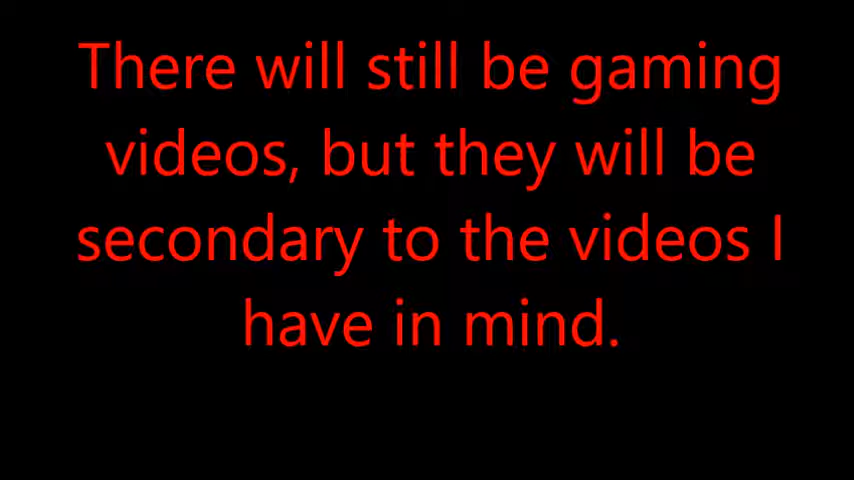 There will still be gaming
videos, but they will be
secondary to the videos I
have in mind.